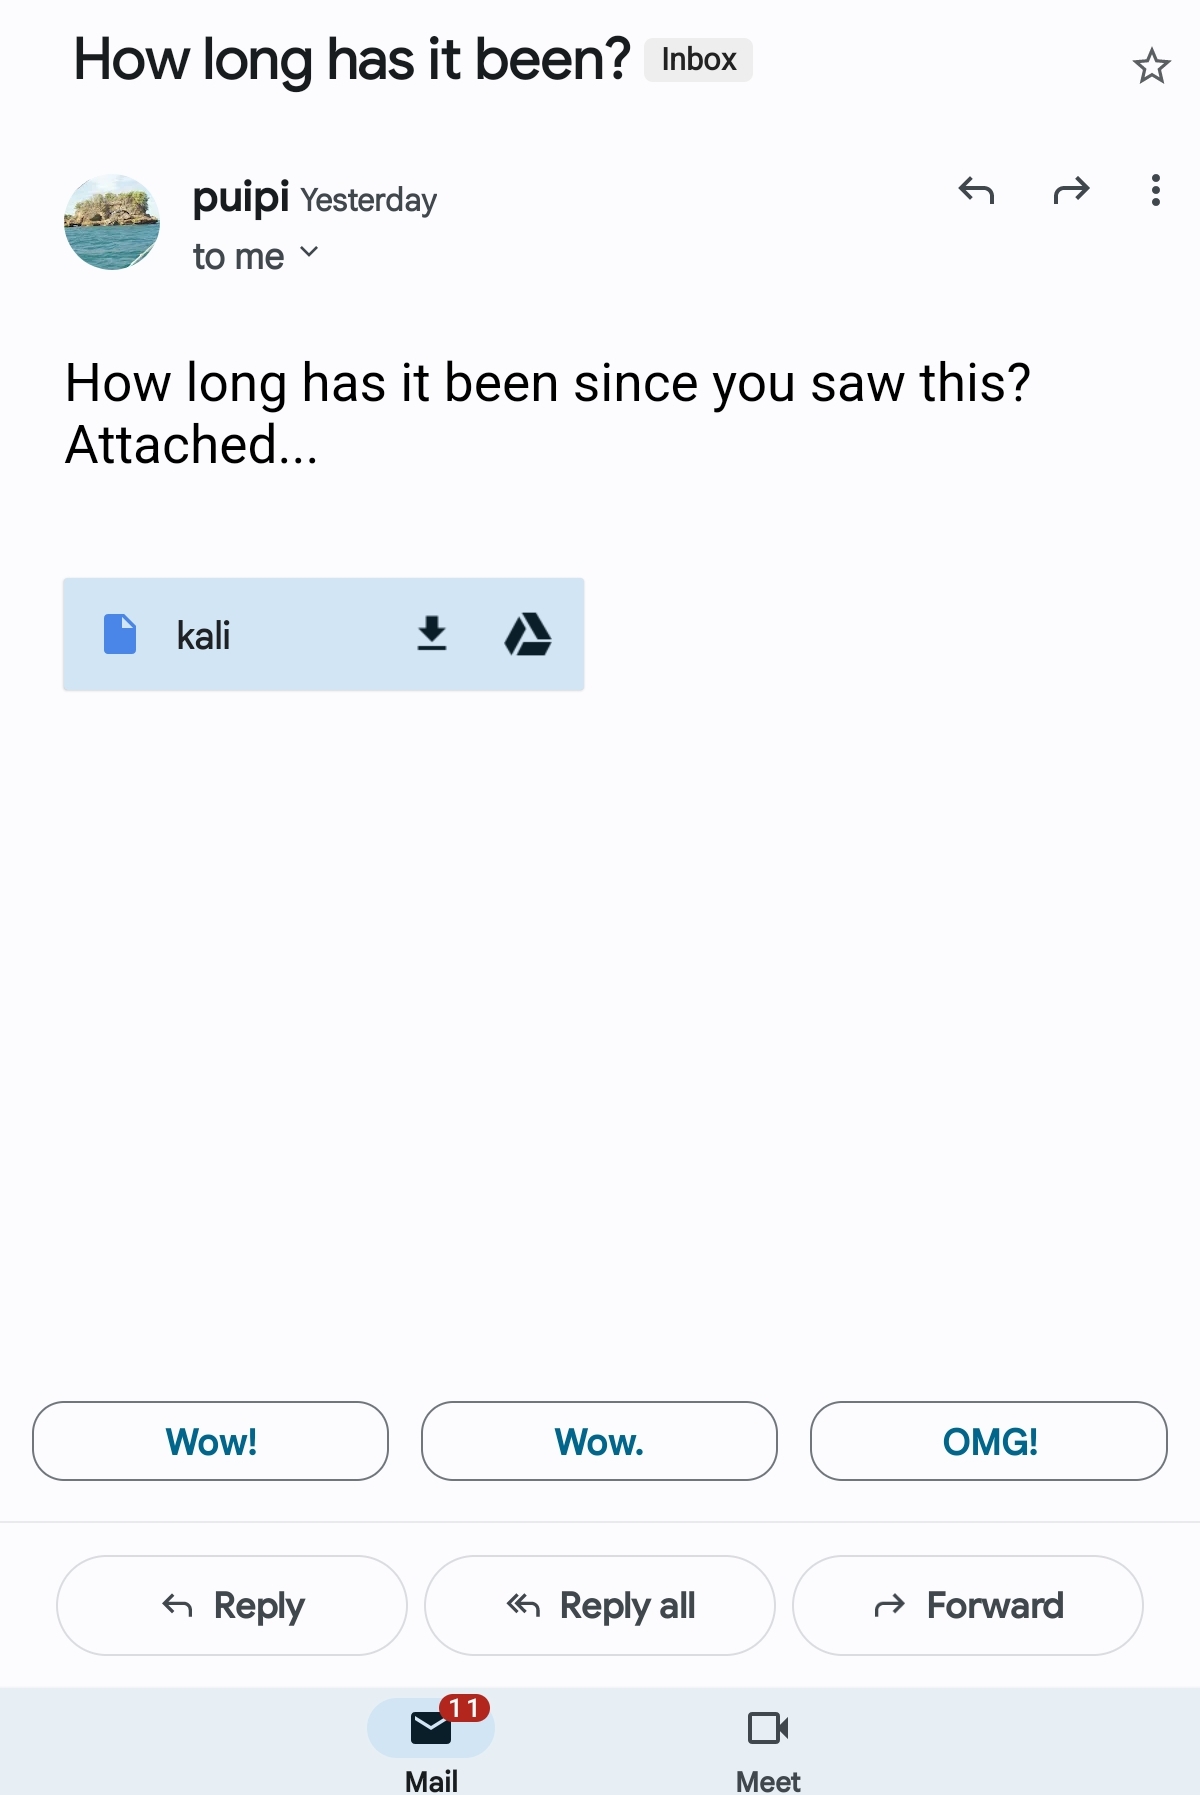 How long has it been? Inbox
puipi Yesterday
to me
How long has it been since you saw this?
Attached...
kali
Wow! Wow. OMG!
Reply Reply all Forward
11
Mail Meet